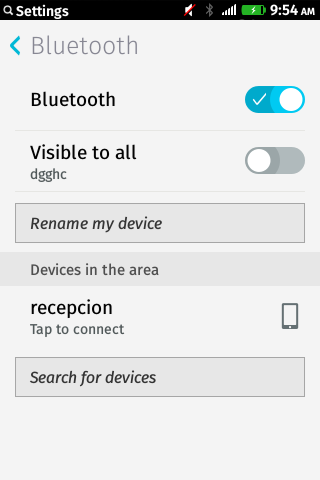 Settings 9:54 AM
Bluetooth
Bluetooth
Visible to all
dgghc
Rename my device
Devices in the area
recepcion
Tap to connect
Search for devices